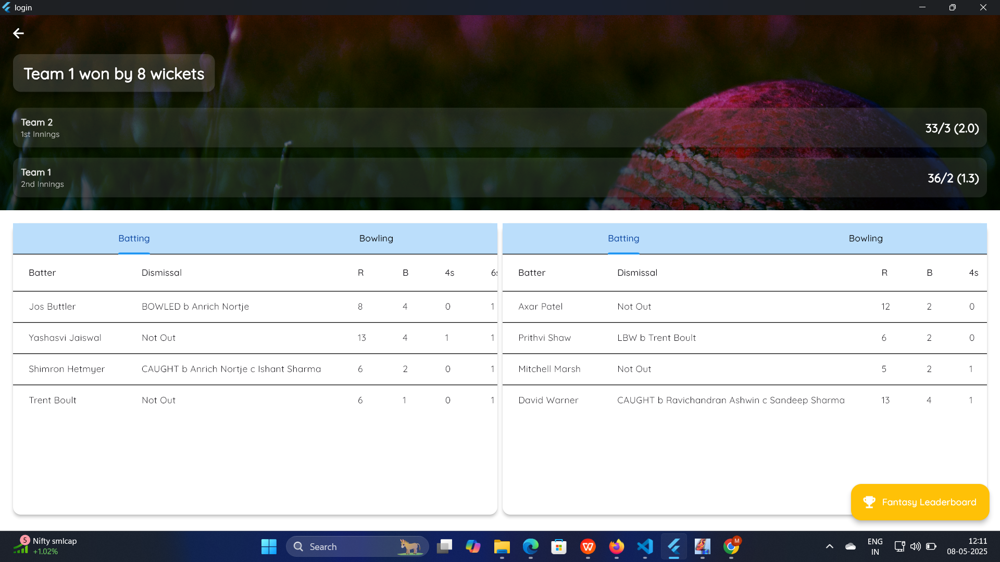 login
Team 1 won by 8 wickets
Team 2
1st Innings
33/3 (2.0)
Team 1
2nd Innings
36/2 (1.3)
Batting Bowling
Batter Dismissal R B 4s 6s
Jos Buttler BOWLED b Anrich Nortje 8 4 0 1
Yashasvi Jaiswal Not Out 13 4 1 1
Shimron Hetmyer CAUGHT b Anrich Nortje c Ishant Sharma 6 2 0 1
Trent Boult Not Out 6 1 0 1
Batting Bowling
Batter Dismissal R B 4s
Axar Patel Not Out 12 2 0
Prithvi Shaw LBW b Trent Boult 6 2 0
Mitchell Marsh Not Out 5 2 1
David Warner CAUGHT b Ravichandran Ashwin c Sandeep Sharma 13 4 1
Fantasy Leaderboard
5
Nifty smlcap
+1.02%
Search
W
M
ENG
IN
12:11
08-05-2025